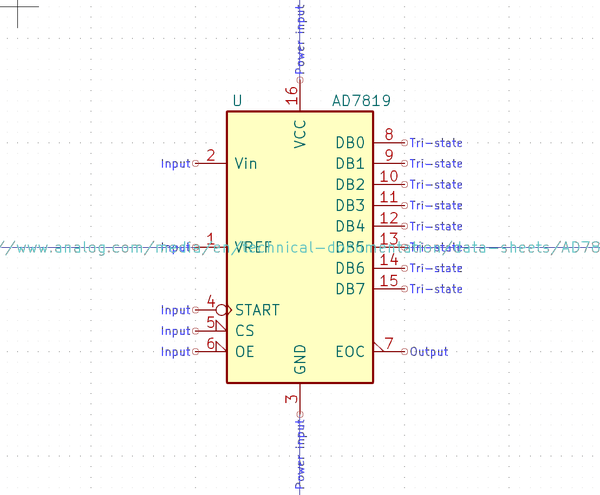 Power input
16
U AD7819
VCC
DB0 8 Tri-state
Input 2 Vin DB1 9 Tri-state
DB2 10 Tri-state
DB3 11 Tri-state
DB4 12 Tri-state
//www.analog.com/media/en/technical-documentation/data-sheets/AD78
Input 1 VREF DB5 13 Tri-state
DB6 14 Tri-state
DB7 15 Tri-state
Input 4 START
Input 5 CS
Input 6 OE EOC 7 Output
GND
3
Power input